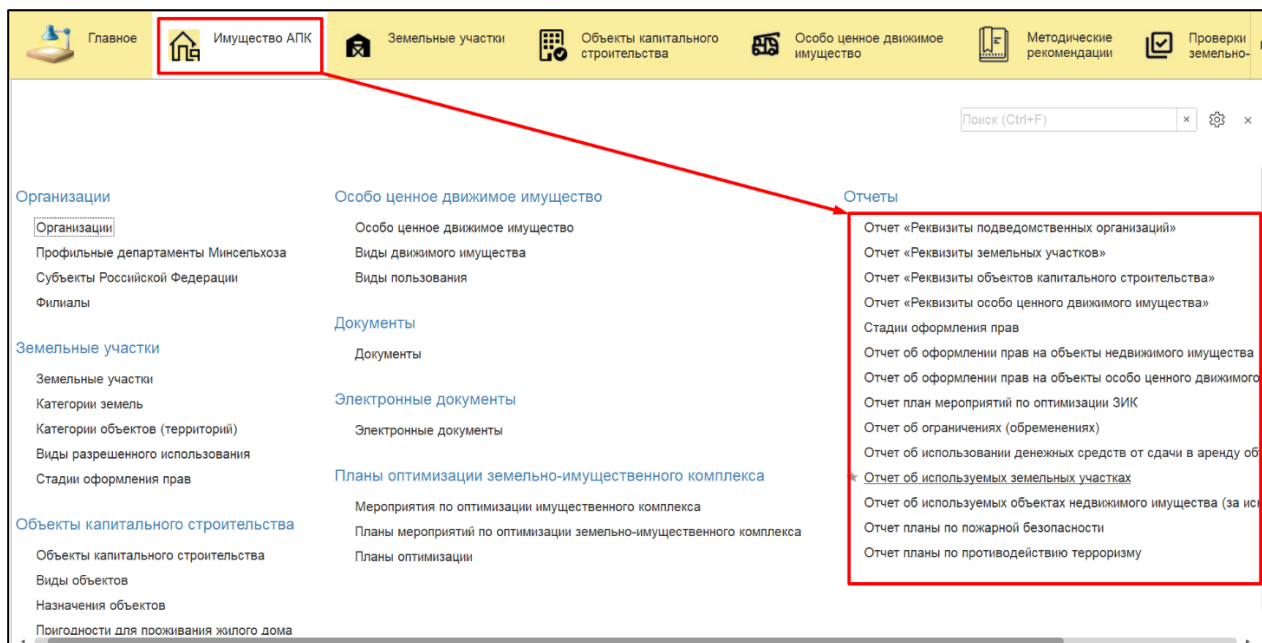 Главное
Имущество АПК
Земельные участки
Объекты капитального
строительства
Особо ценное движимое
имущество
Методические
рекомендации
Проверки
земельно-
Поиск (Ctrl+F)
Организации
Организации
Профильные департаменты Минсельхоза
Субъекты Российской Федерации
Филиалы
Земельные участки
Земельные участки
Категории земель
Категории объектов (территорий)
Виды разрешенного использования
Стадии оформления прав
Объекты капитального строительства
Объекты капитального строительства
Виды объектов
Назначения объектов
Пригодности для проживания жилого дома
Особо ценное движимое имущество
Особо ценное движимое имущество
Виды движимого имущества
Виды пользования
Документы
Документы
Электронные документы
Электронные документы
Планы оптимизации земельно-имущественного комплекса
Мероприятия по оптимизации имущественного комплекса
Планы мероприятий по оптимизации земельно-имущественного комплекса
Планы оптимизации
Отчеты
Отчет «Реквизиты подведомственных организаций»
Отчет «Реквизиты земельных участков»
Отчет «Реквизиты объектов капитального строительства»
Отчет «Реквизиты особо ценного движимого имущества»
Стадии оформления прав
Отчет об оформлении прав на объекты недвижимого имущества
Отчет об оформлении прав на объекты особо ценного движимого
Отчет план мероприятий по оптимизации ЗИК
Отчет об ограничениях (обременениях)
Отчет об использовании денежных средств от сдачи в аренду об
Отчет об используемых земельных участках
Отчет об используемых объектах недвижимого имущества (за иск
Отчет планы по пожарной безопасности
Отчет планы по противодействию терроризму